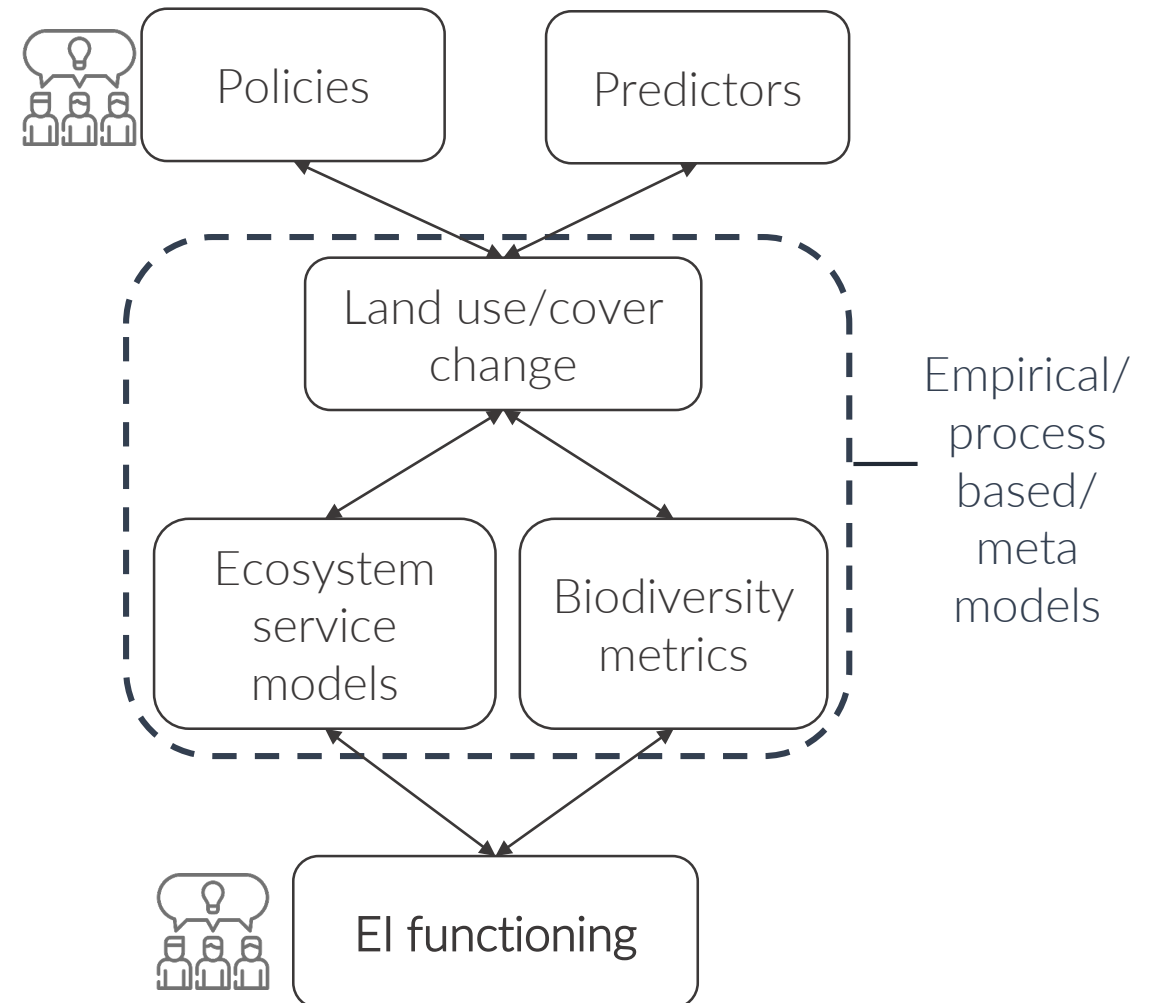 Policies
Predictors
Land use/cover
change
Empirical/
process
based/
meta
models
Ecosystem
service
models
Biodiversity
metrics
EI functioning